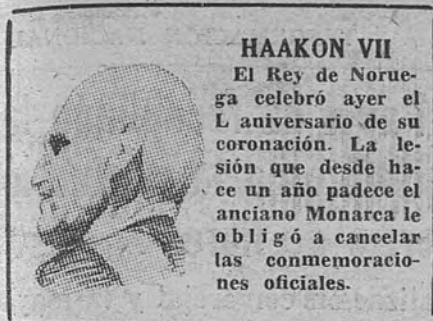 HAAKON VII
El Rey de Norue-
ga celebró ayer el
L aniversario de su
coronación. La le-
sión que desde ha-
ce un año padece el
anciano Monarca le
obligó a cancelar
las conmemoracio-
nes oficiales.